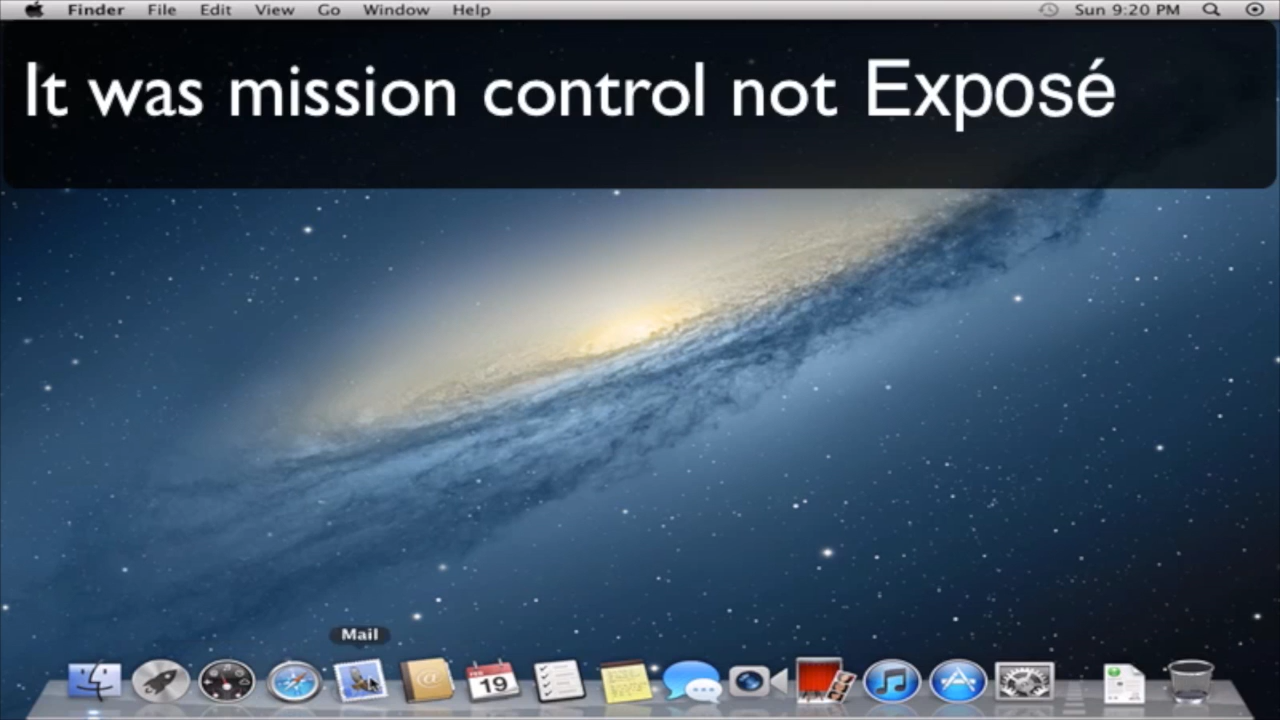 Finder File Edit View Go Window Help Sun 9:20 PM
It was mission control not Exposé
Mail
19